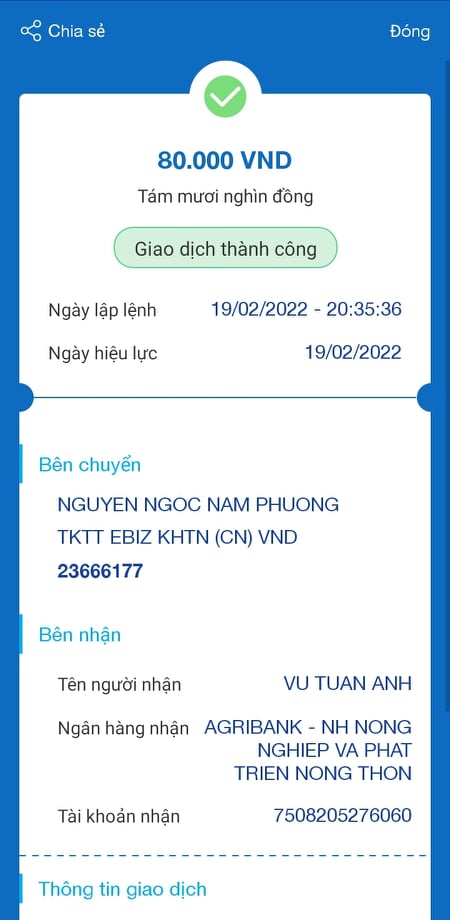 Chia sẻ
Đóng
80.000 VND
Tám mươi nghìn đồng
Giao dịch thành công
Ngày lập lệnh 19/02/2022 - 20:35:36
Ngày hiệu lực 19/02/2022
Bên chuyển
NGUYEN NGOC NAM PHUONG
TKTT EBIZ KHTN (CN) VND
23666177
Bên nhận
Tên người nhận VU TUAN ANH
Ngân hàng nhận AGRIBANK - NH NONG
NGHIEP VA PHAT
TRIEN NONG THON
Tài khoản nhận 7508205276060
Thông tin giao dịch